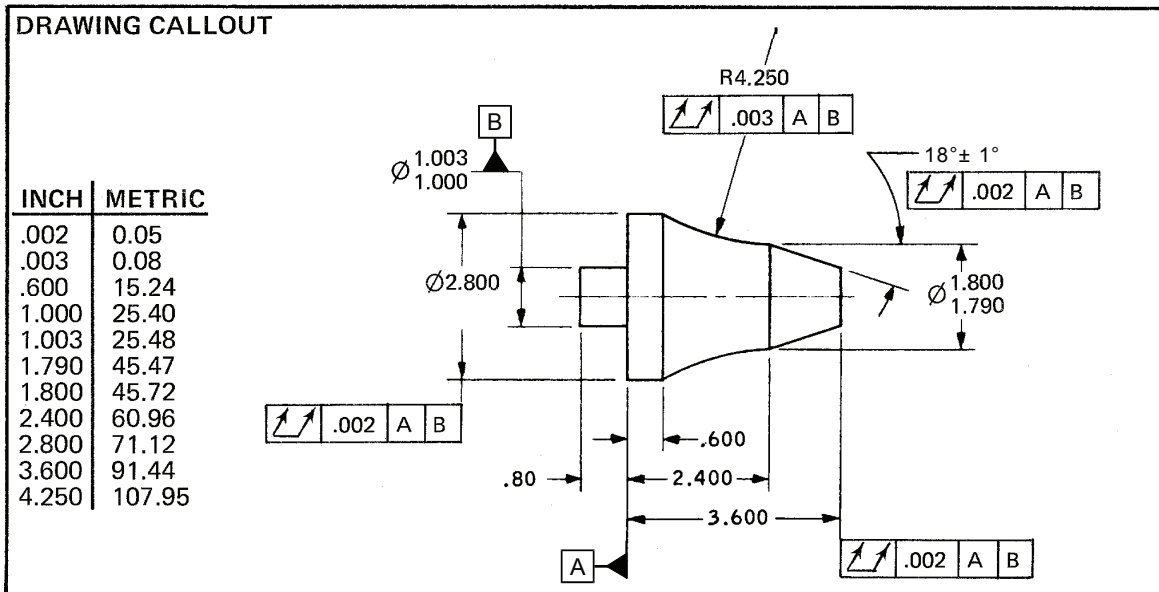 DRAWING CALLOUT
INCH METRIC
.002 0.05
.003 0.08
.600 15.24
1.000 25.40
1.003 25.48
1.790 45.47
1.800 45.72
2.400 60.96
2.800 71.12
3.600 91.44
4.250 107.95
R4.250
.003 A B
B
Ø 1.003
1.000
18°± 1°
.002 A B
Ø2.800
Ø 1.800
1.790
.002 A B
.600
.80
2.400
3.600
A
.002 A B